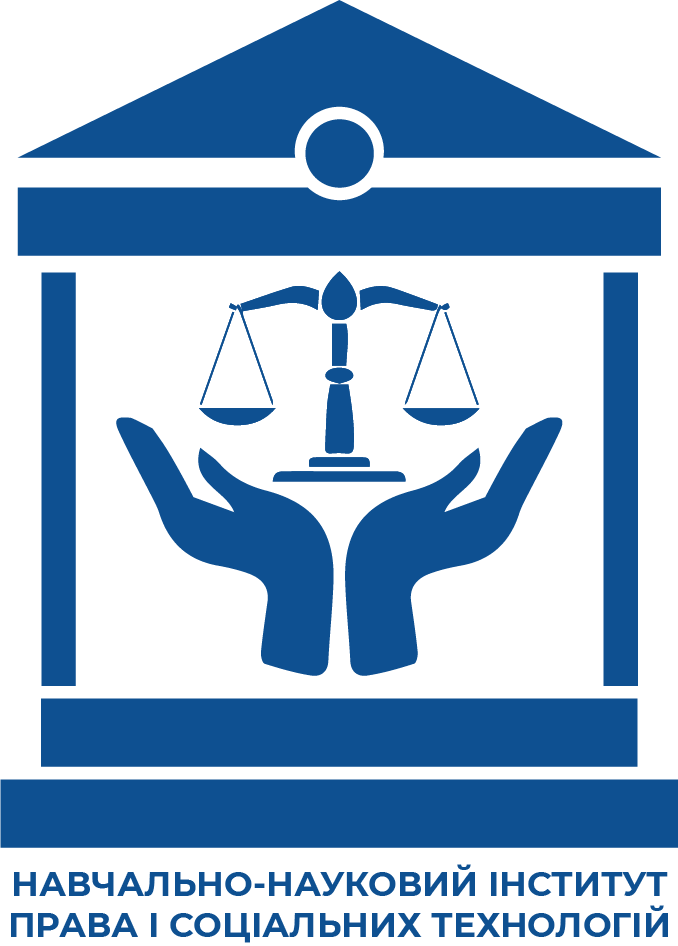 НАВЧАЛЬНО-НАУКОВИЙ ІНСТИТУТ
ПРАВА І СОЦІАЛЬНИХ ТЕХНОЛОГІЙ